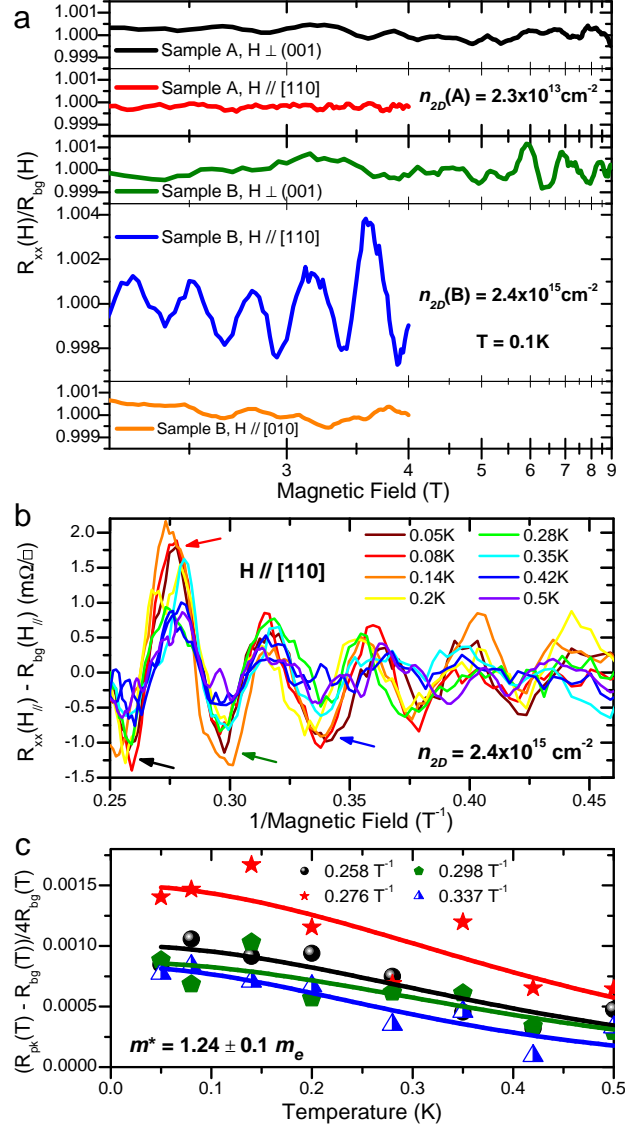 a
1.001
1.000
0.999
Sample A, H ⊥ (001)
1.001
1.000
0.999
Sample A, H // [110]
n2D(A) = 2.3x10^13 cm^-2
1.001
0.999
Sample B, H ⊥ (001)
1.004
1.000
0.998
Sample B, H // [110]
n2D(B) = 2.4x10^15 cm^-2
T = 0.1K
1.001
1.000
0.999
Sample B, H // [010]
Rxx(H)/Rbg(H)
3 4 5 6 7 8 9
Magnetic Field (T)
b
2.0
1.5
1.0
0.5
0.0
-0.5
-1.0
-1.5
Rxx(H//) - Rbg(H//) (mΩ/□)
H // [110]
0.05K 0.28K
0.08K 0.35K
0.14K 0.42K
0.2K 0.5K
n2D = 2.4x10^15 cm^-2
0.25 0.30 0.35 0.40 0.45
1/Magnetic Field (T^-1)
c
0.0015
0.0010
0.0005
0.0000
(Rpk(T) - Rbg(T))/4Rbg(T)
0.258 T^-1 0.298 T^-1
0.276 T^-1 0.337 T^-1
m* = 1.24 ± 0.1 me
0.0 0.1 0.2 0.3 0.4 0.5
Temperature (K)